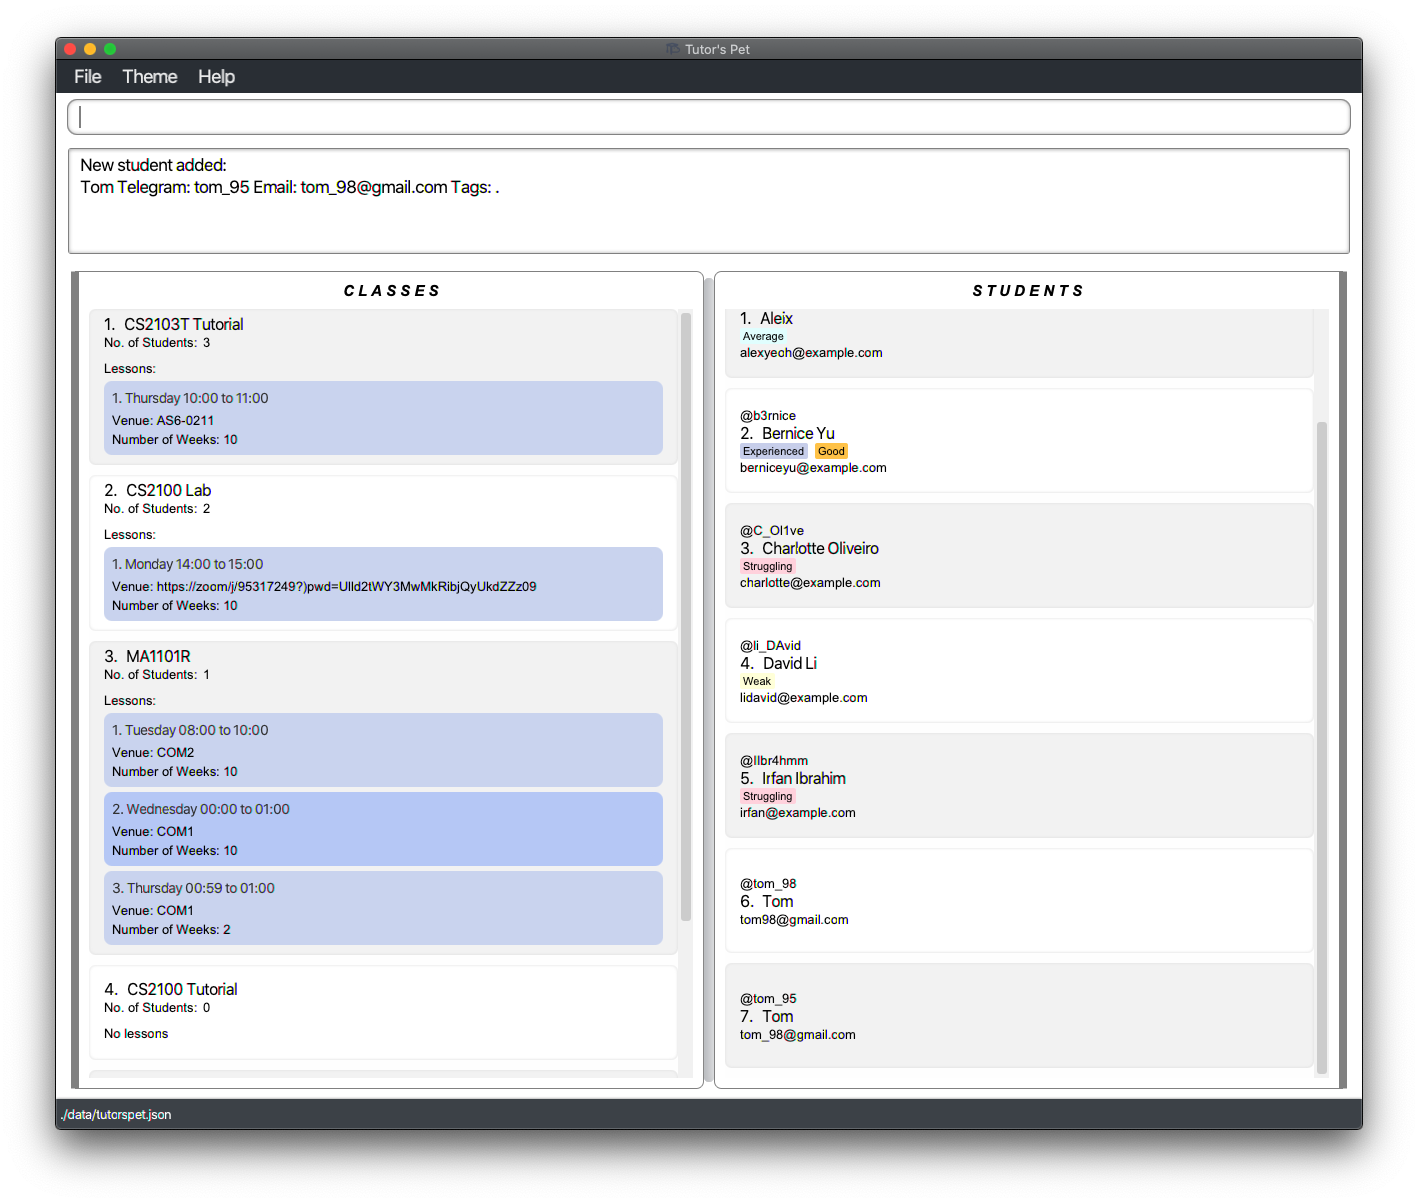 Tutor's Pet
File Theme Help
New student added:
Tom Telegram: tom_95 Email: tom_98@gmail.com Tags: .
CLASSES
1. CS2103T Tutorial
No. of Students: 3
Lessons:
1. Thursday 10:00 to 11:00
Venue: AS6-0211
Number of Weeks: 10
2. CS2100 Lab
No. of Students: 2
Lessons:
1. Monday 14:00 to 15:00
Venue: https://zoom/j/95317249?)pwd=Ulld2tWY3MwMkRibjQyUkdZZz09
Number of Weeks: 10
3. MA1101R
No. of Students: 1
Lessons:
1. Tuesday 08:00 to 10:00
Venue: COM2
Number of Weeks: 10
2. Wednesday 00:00 to 01:00
Venue: COM1
Number of Weeks: 10
3. Thursday 00:59 to 01:00
Venue: COM1
Number of Weeks: 2
4. CS2100 Tutorial
No. of Students: 0
No lessons
STUDENTS
1. Aleix
Average
alexyeoh@example.com
@b3rnice
2. Bernice Yu
Experienced Good
berniceyu@example.com
@C_Ol1ve
3. Charlotte Oliveiro
Struggling
charlotte@example.com
@li_DAvid
4. David Li
Weak
lidavid@example.com
@IIbr4hmm
5. Irfan Ibrahim
Struggling
irfan@example.com
@tom_98
6. Tom
tom98@gmail.com
@tom_95
7. Tom
tom_98@gmail.com
./data/tutorspet.json